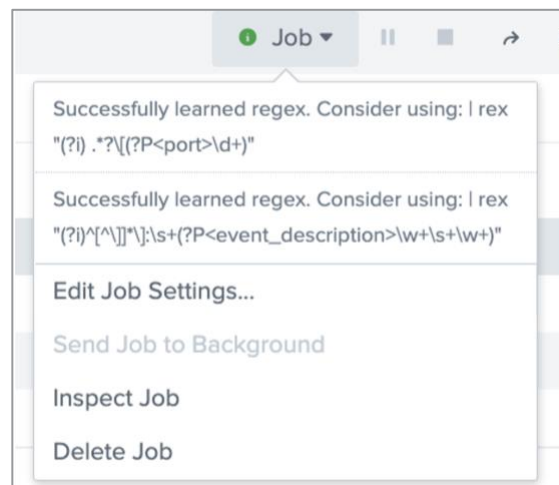 Job
Successfully learned regex. Consider using: | rex
"(?i) .*?\[(?P<port>\d+)"
Successfully learned regex. Consider using: | rex
"(?i)^[^\]]*\]:\s+(?P<event_description>\w+\s+\w+)"
Edit Job Settings...
Send Job to Background
Inspect Job
Delete Job